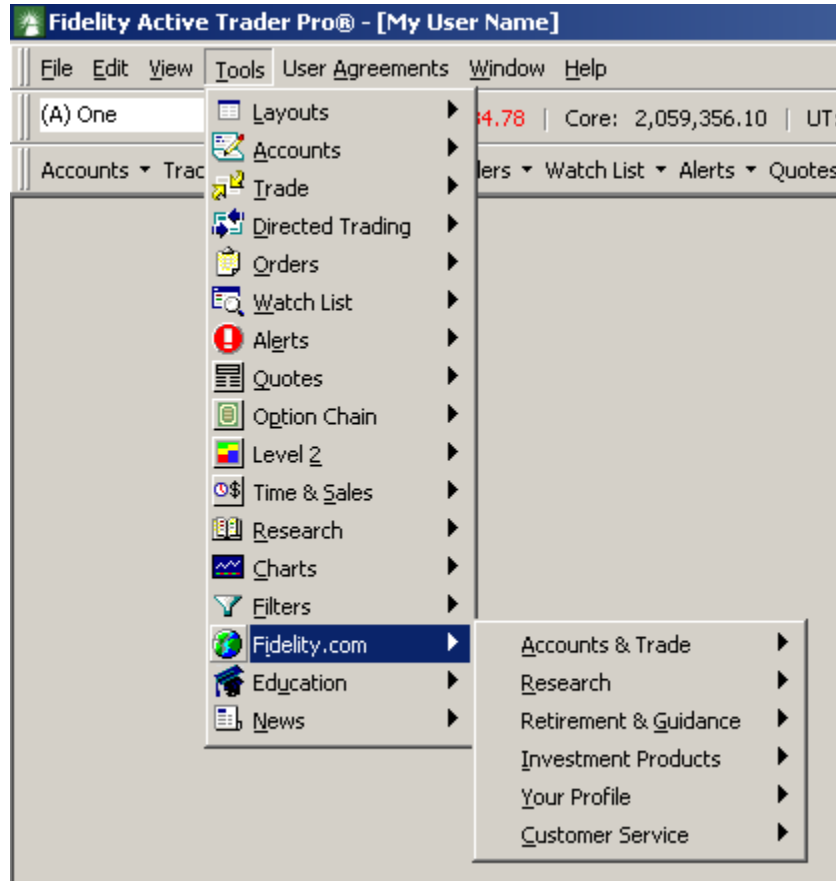 Fidelity Active Trader Pro® - [My User Name]
File Edit View Tools User Agreements Window Help
(A) One 4.78 | Core: 2,059,356.10 | UT:
Accounts Trac ders Watch List Alerts Quotes
Layouts
Accounts
Trade
Directed Trading
Orders
Watch List
Alerts
Quotes
Option Chain
Level 2
Time & Sales
Research
Charts
Filters
Fidelity.com
Education
News
Accounts & Trade
Research
Retirement & Guidance
Investment Products
Your Profile
Customer Service